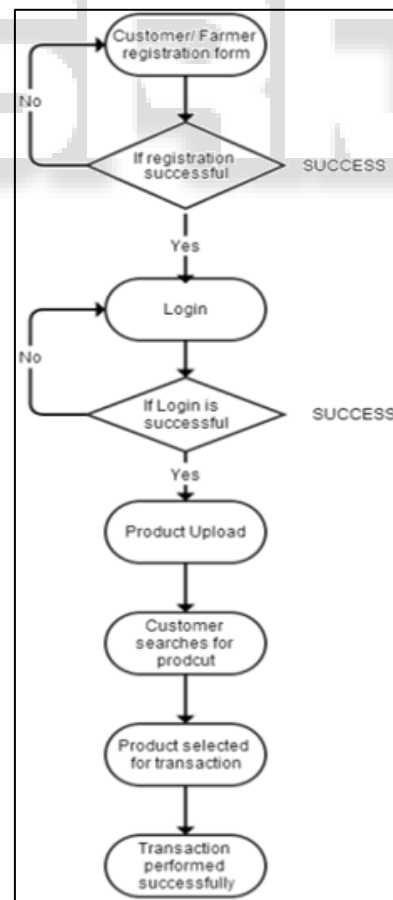 Customer/ Farmer
registration form
No
If registration
successful
SUCCESS
Yes
Login
No
If Login is
successful
SUCCESS
Yes
Product Upload
Customer
searches for
prodcut
Product selected
for transaction
Transaction
performed
successfully